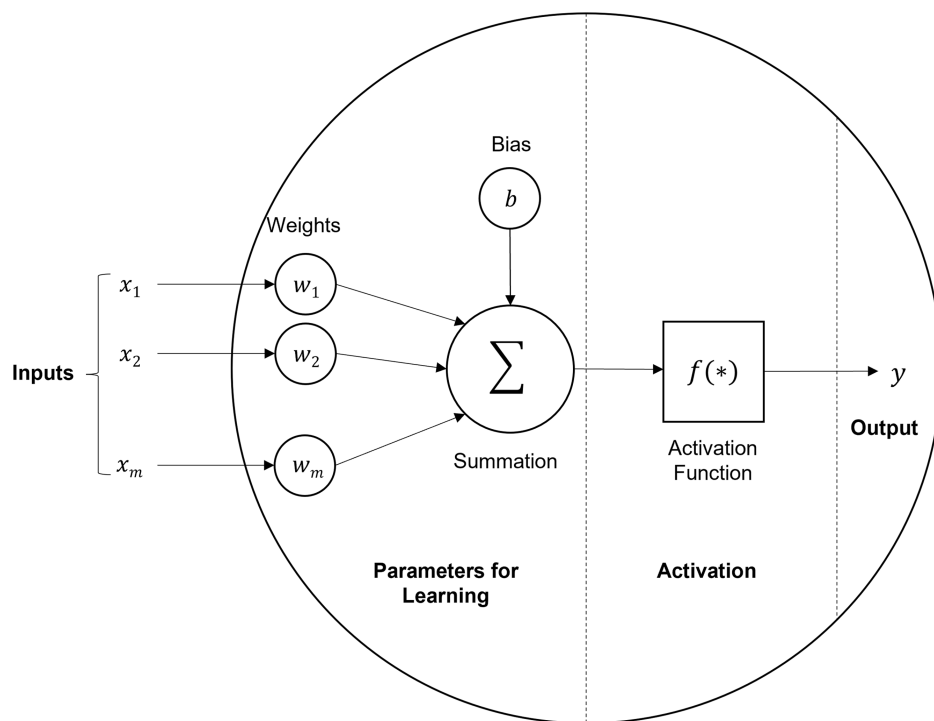 Bias
b
Weights
x₁
w₁
x₂
w₂
Inputs
∑
f(∗)
y
Output
xₘ
wₘ
Summation
Activation
Function
Parameters for
Learning
Activation